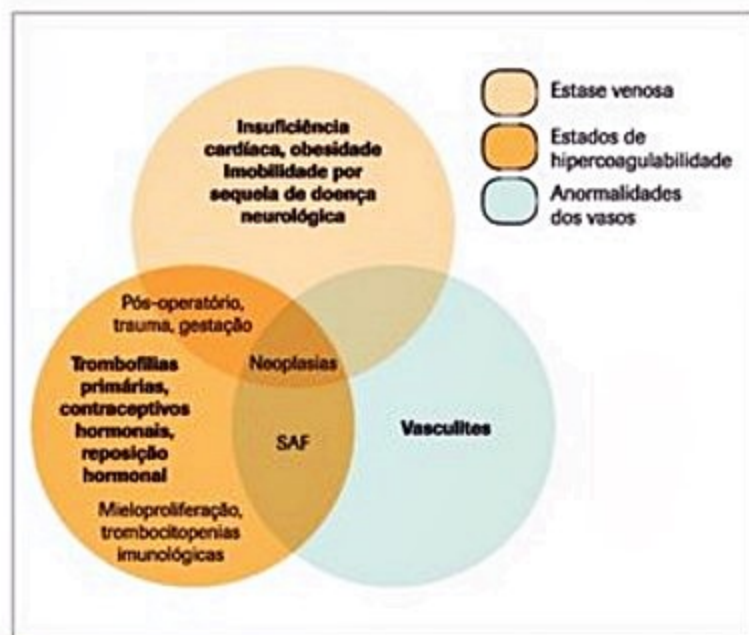 Insuficiência
cardíaca, obesidade
Imobilidade por
sequela de doença
neurológica
Estase venosa
Estados de
hipercoagulabilidade
Anormalidades
dos vasos
Pós-operatório,
trauma, gestação
Trombofilias
primárias,
contraceptivos
hormonais,
reposição
hormonal
Neoplasias
SAF
Vasculites
Mieloproliferação,
trombocitopenias
imunológicas